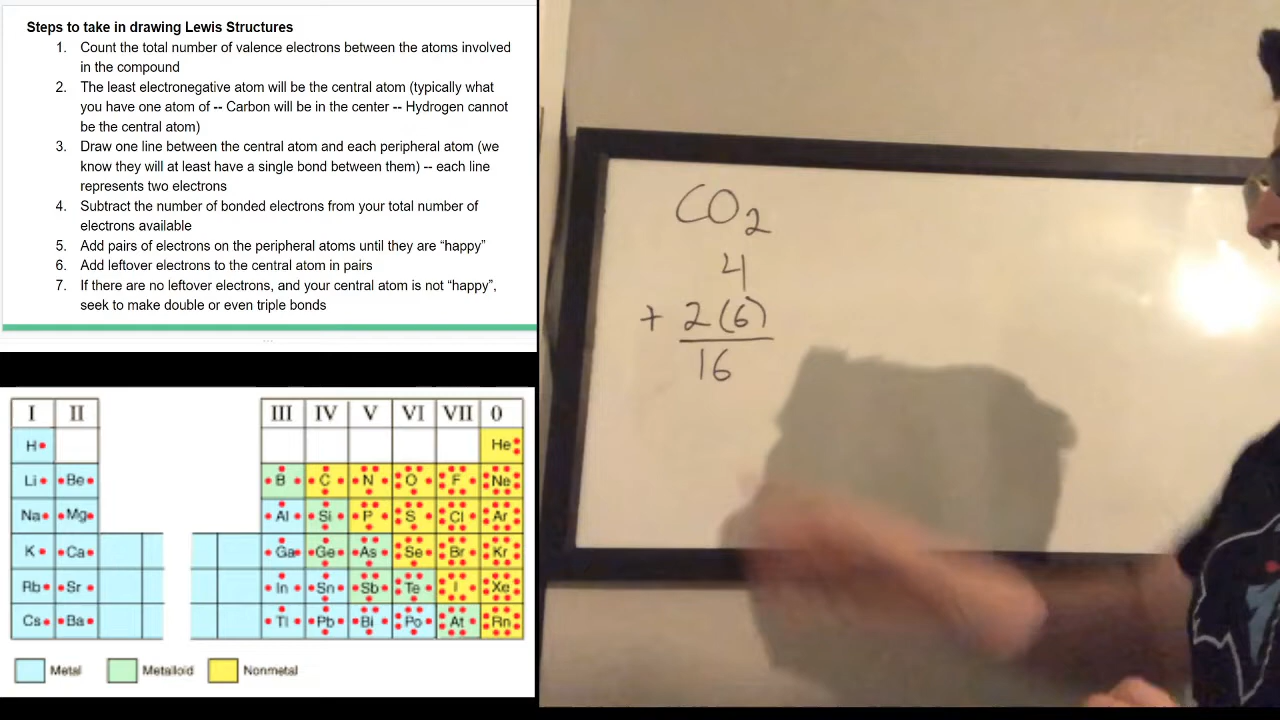 Steps to take in drawing Lewis Structures
1. Count the total number of valence electrons between the atoms involved
in the compound
2. The least electronegative atom will be the central atom (typically what
you have one atom of -- Carbon will be in the center -- Hydrogen cannot
be the central atom)
3. Draw one line between the central atom and each peripheral atom (we
know they will at least have a single bond between them) -- each line
represents two electrons
4. Subtract the number of bonded electrons from your total number of
electrons available
5. Add pairs of electrons on the peripheral atoms until they are “happy”
6. Add leftover electrons to the central atom in pairs
7. If there are no leftover electrons, and your central atom is not “happy”,
seek to make double or even triple bonds
I II III IV V VI VII 0
H He
Li Be B C N O F Ne
Na Mg Al Si P S Cl Ar
K Ca Ga Ge As Se Br Kr
Rb Sr In Sn Sb Te I Xe
Cs Ba Tl Pb Bi Po At Rn
Metal Metalloid Nonmetal
CO2
4
+ 2(6)
16